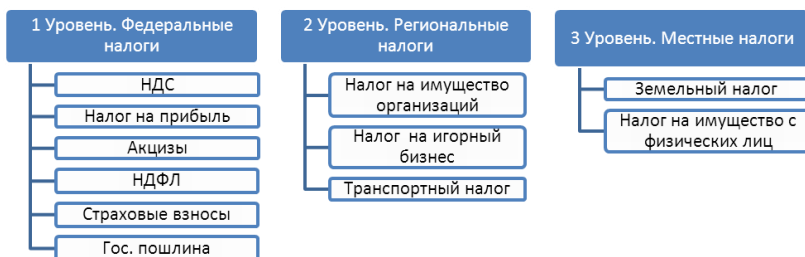 1 Уровень. Федеральные
налоги
НДС
Налог на прибыль
Акцизы
НДФЛ
Страховые взносы
Гос. пошлина
2 Уровень. Региональные
налоги
Налог на имущество
организаций
Налог на игорный
бизнес
Транспортный налог
3 Уровень. Местные налоги
Земельный налог
Налог на имущество с
физических лиц